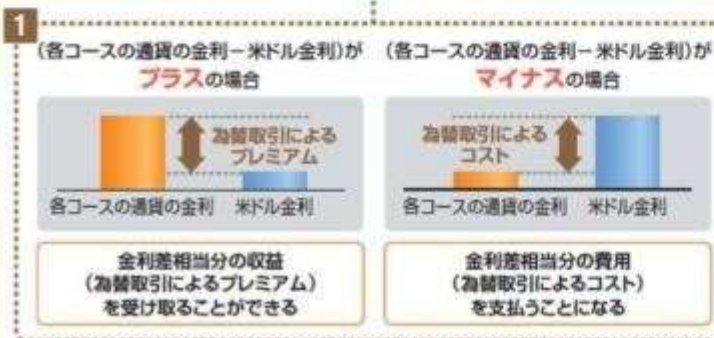 1
(各コースの通貨の金利－米ドル金利)が
プラスの場合
為替取引による
プレミアム
各コースの通貨の金利 米ドル金利
金利差相当分の収益
(為替取引によるプレミアム)
を受け取ることができる
(各コースの通貨の金利－米ドル金利)が
マイナスの場合
為替取引による
コスト
各コースの通貨の金利 米ドル金利
金利差相当分の費用
(為替取引によるコスト)
を支払うことになる